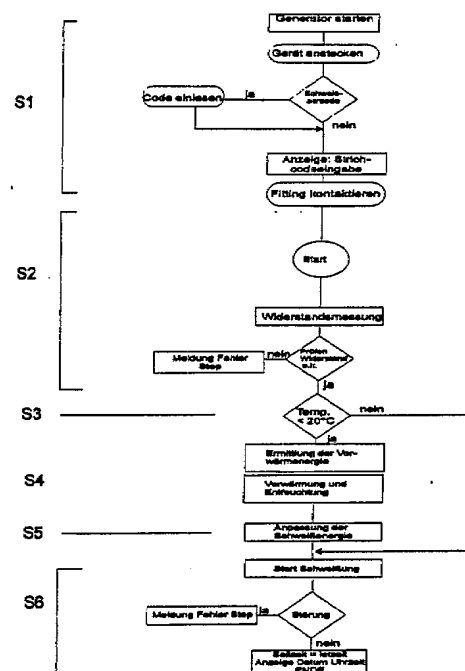 Generator starten
Gerät anstecken
S1
Code einlesen
ja
nein
Anzeige: Strich-
codeeingabe
Fitting kontaktieren
S2
Start
Widerstandsmessung
Meldung Fehler
Stop
nein
Prüfen
Widerstand
ja
S3
Temp.
< 20°C
nein
ja
Ermittlung der Vor-
wärmenergie
S4
Vorwärmung und
Entfeuchtung
S5
Anpassung der
Schweißenergie
Start Schweißung
S6
Meldung Fehler Stop
ja
Störung
nein
Anzeige Datum Uhrzeit